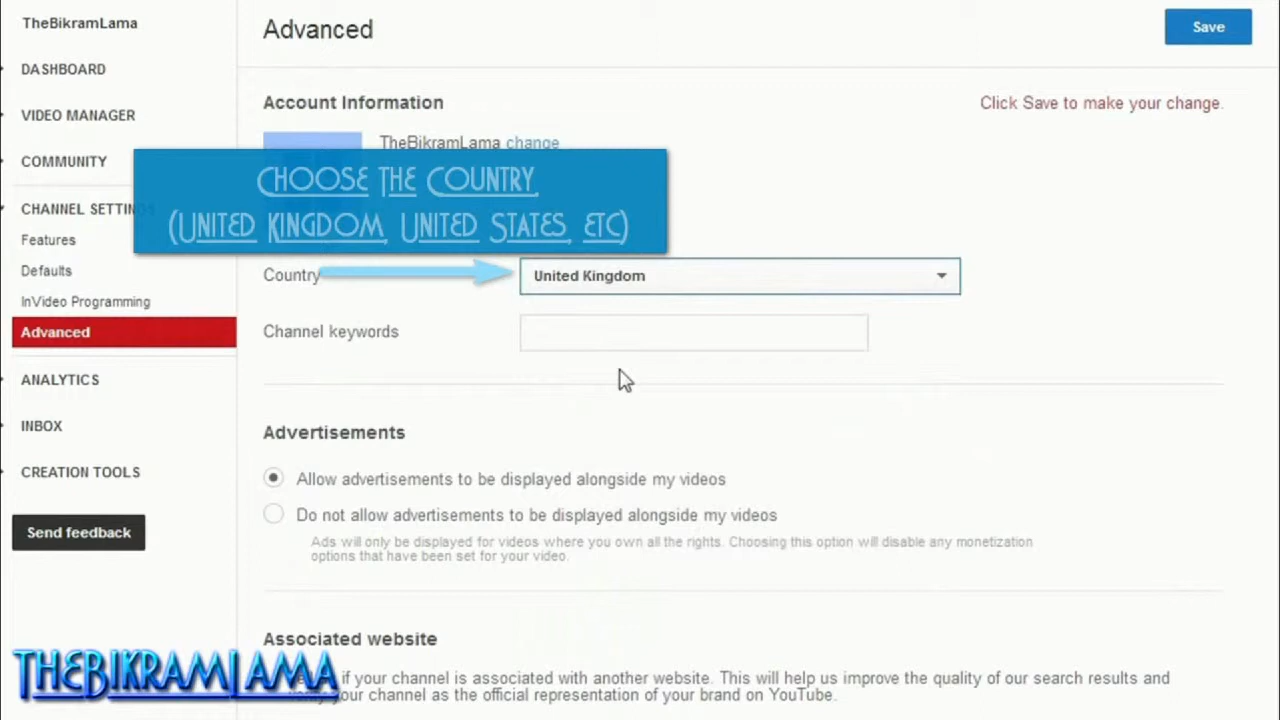 TheBikramLama
DASHBOARD
VIDEO MANAGER
COMMUNITY
CHANNEL SETTINGS
Features
Defaults
InVideo Programming
Advanced
ANALYTICS
INBOX
CREATION TOOLS
Send feedback
Advanced
Save
Account Information
Click Save to make your change.
TheBikramLama change
Choose The Country
(United Kingdom, United States, etc)
Country
United Kingdom
Channel keywords
Advertisements
Allow advertisements to be displayed alongside my videos
Do not allow advertisements to be displayed alongside my videos
Ads will only be displayed for videos where you own all the rights. Choosing this option will disable any monetization
options that have been set for your video.
Associated website
if your channel is associated with another website. This will help us improve the quality of our search results and
your channel as the official representation of your brand on YouTube.
TheBikramLama